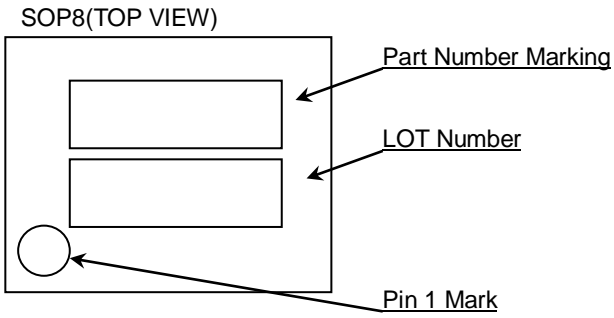 SOP8(TOP VIEW)
Part Number Marking
LOT Number
Pin 1 Mark